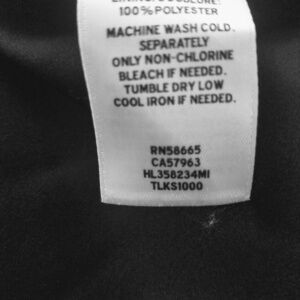 100% POLYESTER
MACHINE WASH COLD.
SEPARATELY
ONLY NON-CHLORINE
BLEACH IF NEEDED.
TUMBLE DRY LOW
COOL IRON IF NEEDED.
RN58665
CA57963
HL358234MI
TLKS1000